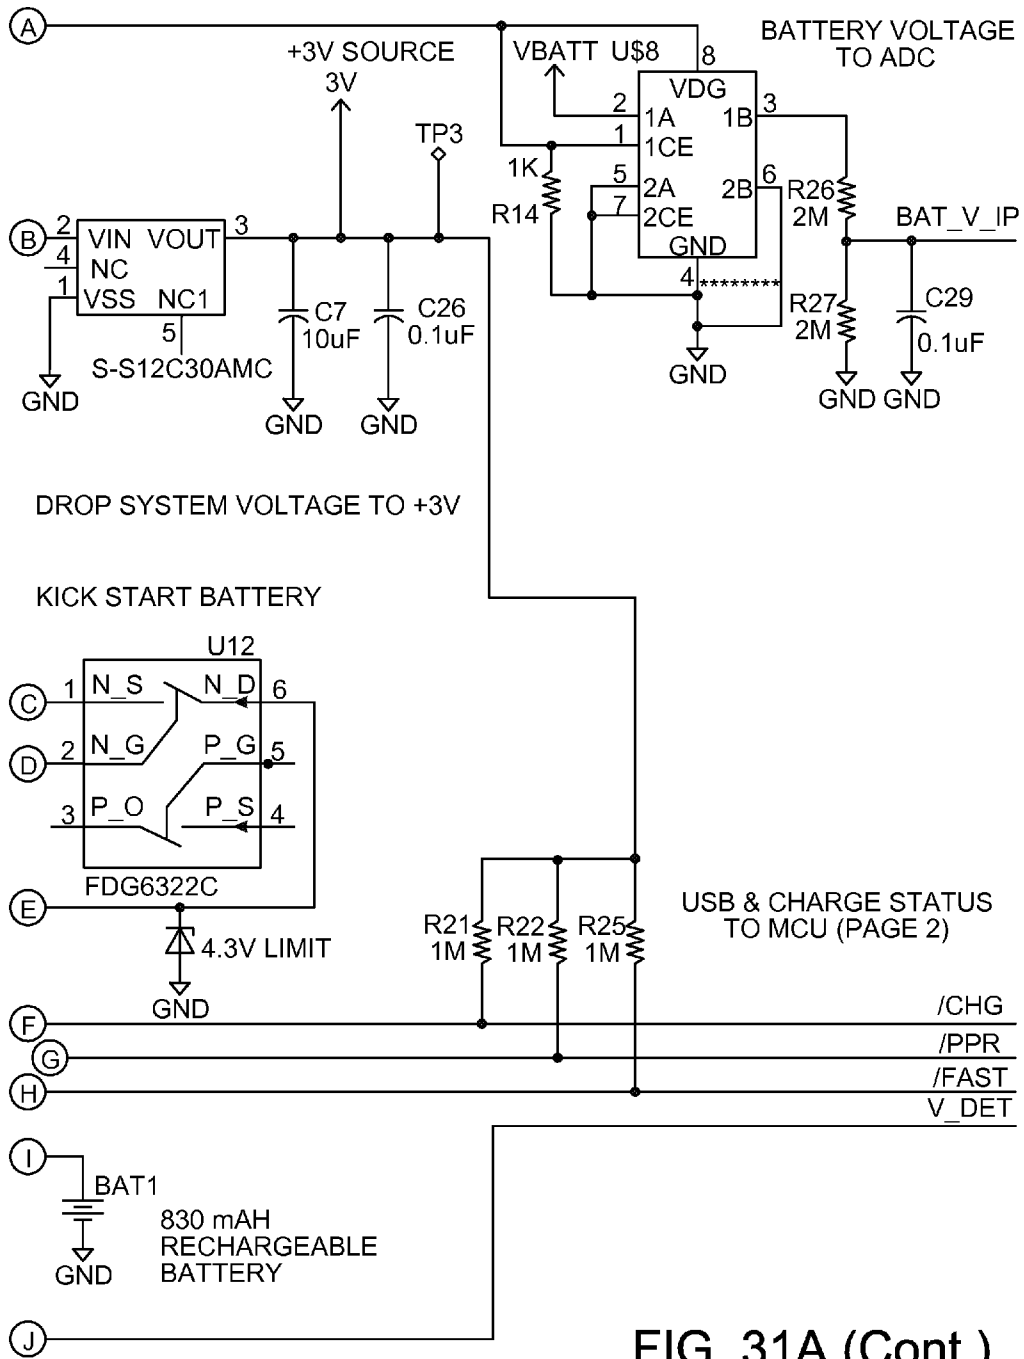 A
+3V SOURCE
3V
TP3
VBATT U$8
BATTERY VOLTAGE
TO ADC
8
VDG
2 1A 1B 3
1 1CE
1K
R14
5 2A 2B 6
7 2CE
GND
4 ********
GND
R26
2M
BAT_V_IP
R27
2M
C29
0.1uF
GND GND
B
2 VIN VOUT 3
4 NC
1 VSS NC1
5
S-S12C30AMC
GND
C7
10uF
GND
C26
0.1uF
GND
DROP SYSTEM VOLTAGE TO +3V
KICK START BATTERY
U12
C 1 N_S N_D 6
D 2 N_G P_G 5
3 P_O P_S 4
FDG6322C
E
4.3V LIMIT
GND
R21
1M
R22
1M
R25
1M
USB & CHARGE STATUS
TO MCU (PAGE 2)
F /CHG
G /PPR
H /FAST
V_DET
I
BAT1
830 mAH
RECHARGEABLE
BATTERY
GND
J
FIG. 31A (Cont.)